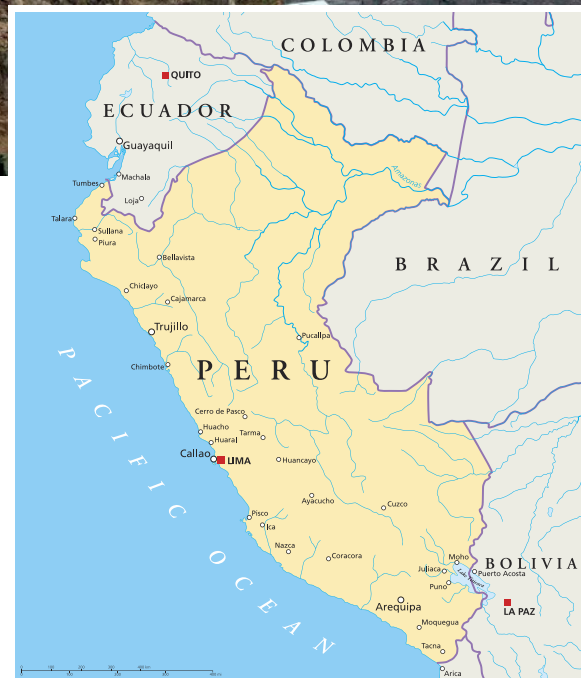 COLOMBIA
QUITO
ECUADOR
Guayaquil
Machala
Tumbes
Loja
Amazonas
Talara
Sullana
Piura
Bellavista
BRAZIL
Chiclayo
Cajamarca
Trujillo
Pucallpa
Chimbote
PERU
PACIFIC OCEAN
Cerro de Pasco
Huacho
Tarma
Huaral
Callao
LIMA
Huancayo
Ayacucho
Cuzco
Pisco
Ica
Nazca
Coracora
Moho
BOLIVIA
Juliaca
Puerto Acosta
Puno
Lake Titicaca
Arequipa
LA PAZ
Moquegua
Tacna
Arica